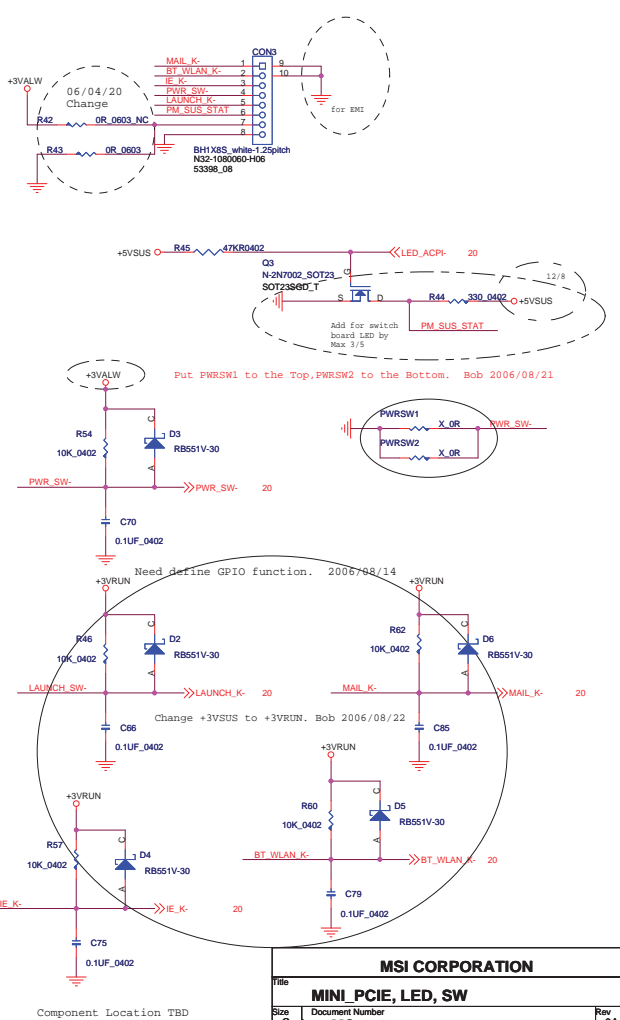 CON3
MAIL_K-
1
9
BT_WLAN_K-
2
10
+3VALW
IE_K-
3
06/04/20
Change
PWR_SW-
4
LAUNCH_K-
5
for EMI
PM_SUS_STAT
6
R42
0R_0603_NC
7
8
R43
0R_0603
BH1X8S_white-1.25pitch
N32-1080060-H06
53398_08
+5VSUS
R45
47KR0402
LED_ACPI-
20
Q3
N-2N7002_SOT23
SOT23SGD_T
G
S
D
12/8
R44
330_0402
+5VSUS
Add for switch
board LED by
Max 3/5
PM_SUS_STAT
+3VALW
Put PWRSW1 to the Top,PWRSW2 to the Bottom. Bob 2006/08/21
PWRSW1
X_0R
PWR_SW-
PWRSW2
X_0R
R54
10K_0402
C
D3
RB551V-30
A
PWR_SW-
PWR_SW-
20
C70
0.1UF_0402
Need define GPIO function. 2006/08/14
+3VRUN
+3VRUN
R46
10K_0402
C
D2
RB551V-30
A
R62
10K_0402
C
D6
RB551V-30
A
LAUNCH_SW-
LAUNCH_K-
20
MAIL_K-
MAIL_K-
20
C66
0.1UF_0402
Change +3VSUS to +3VRUN. Bob 2006/08/22
C85
0.1UF_0402
+3VRUN
+3VRUN
R60
10K_0402
C
D5
RB551V-30
A
R57
10K_0402
C
D4
RB551V-30
A
BT_WLAN_K-
BT_WLAN_K-
20
IE_K-
IE_K-
20
C79
0.1UF_0402
C75
0.1UF_0402
Component Location TBD
MSI CORPORATION
Title
MINI_PCIE, LED, SW
Size
Document Number
Rev